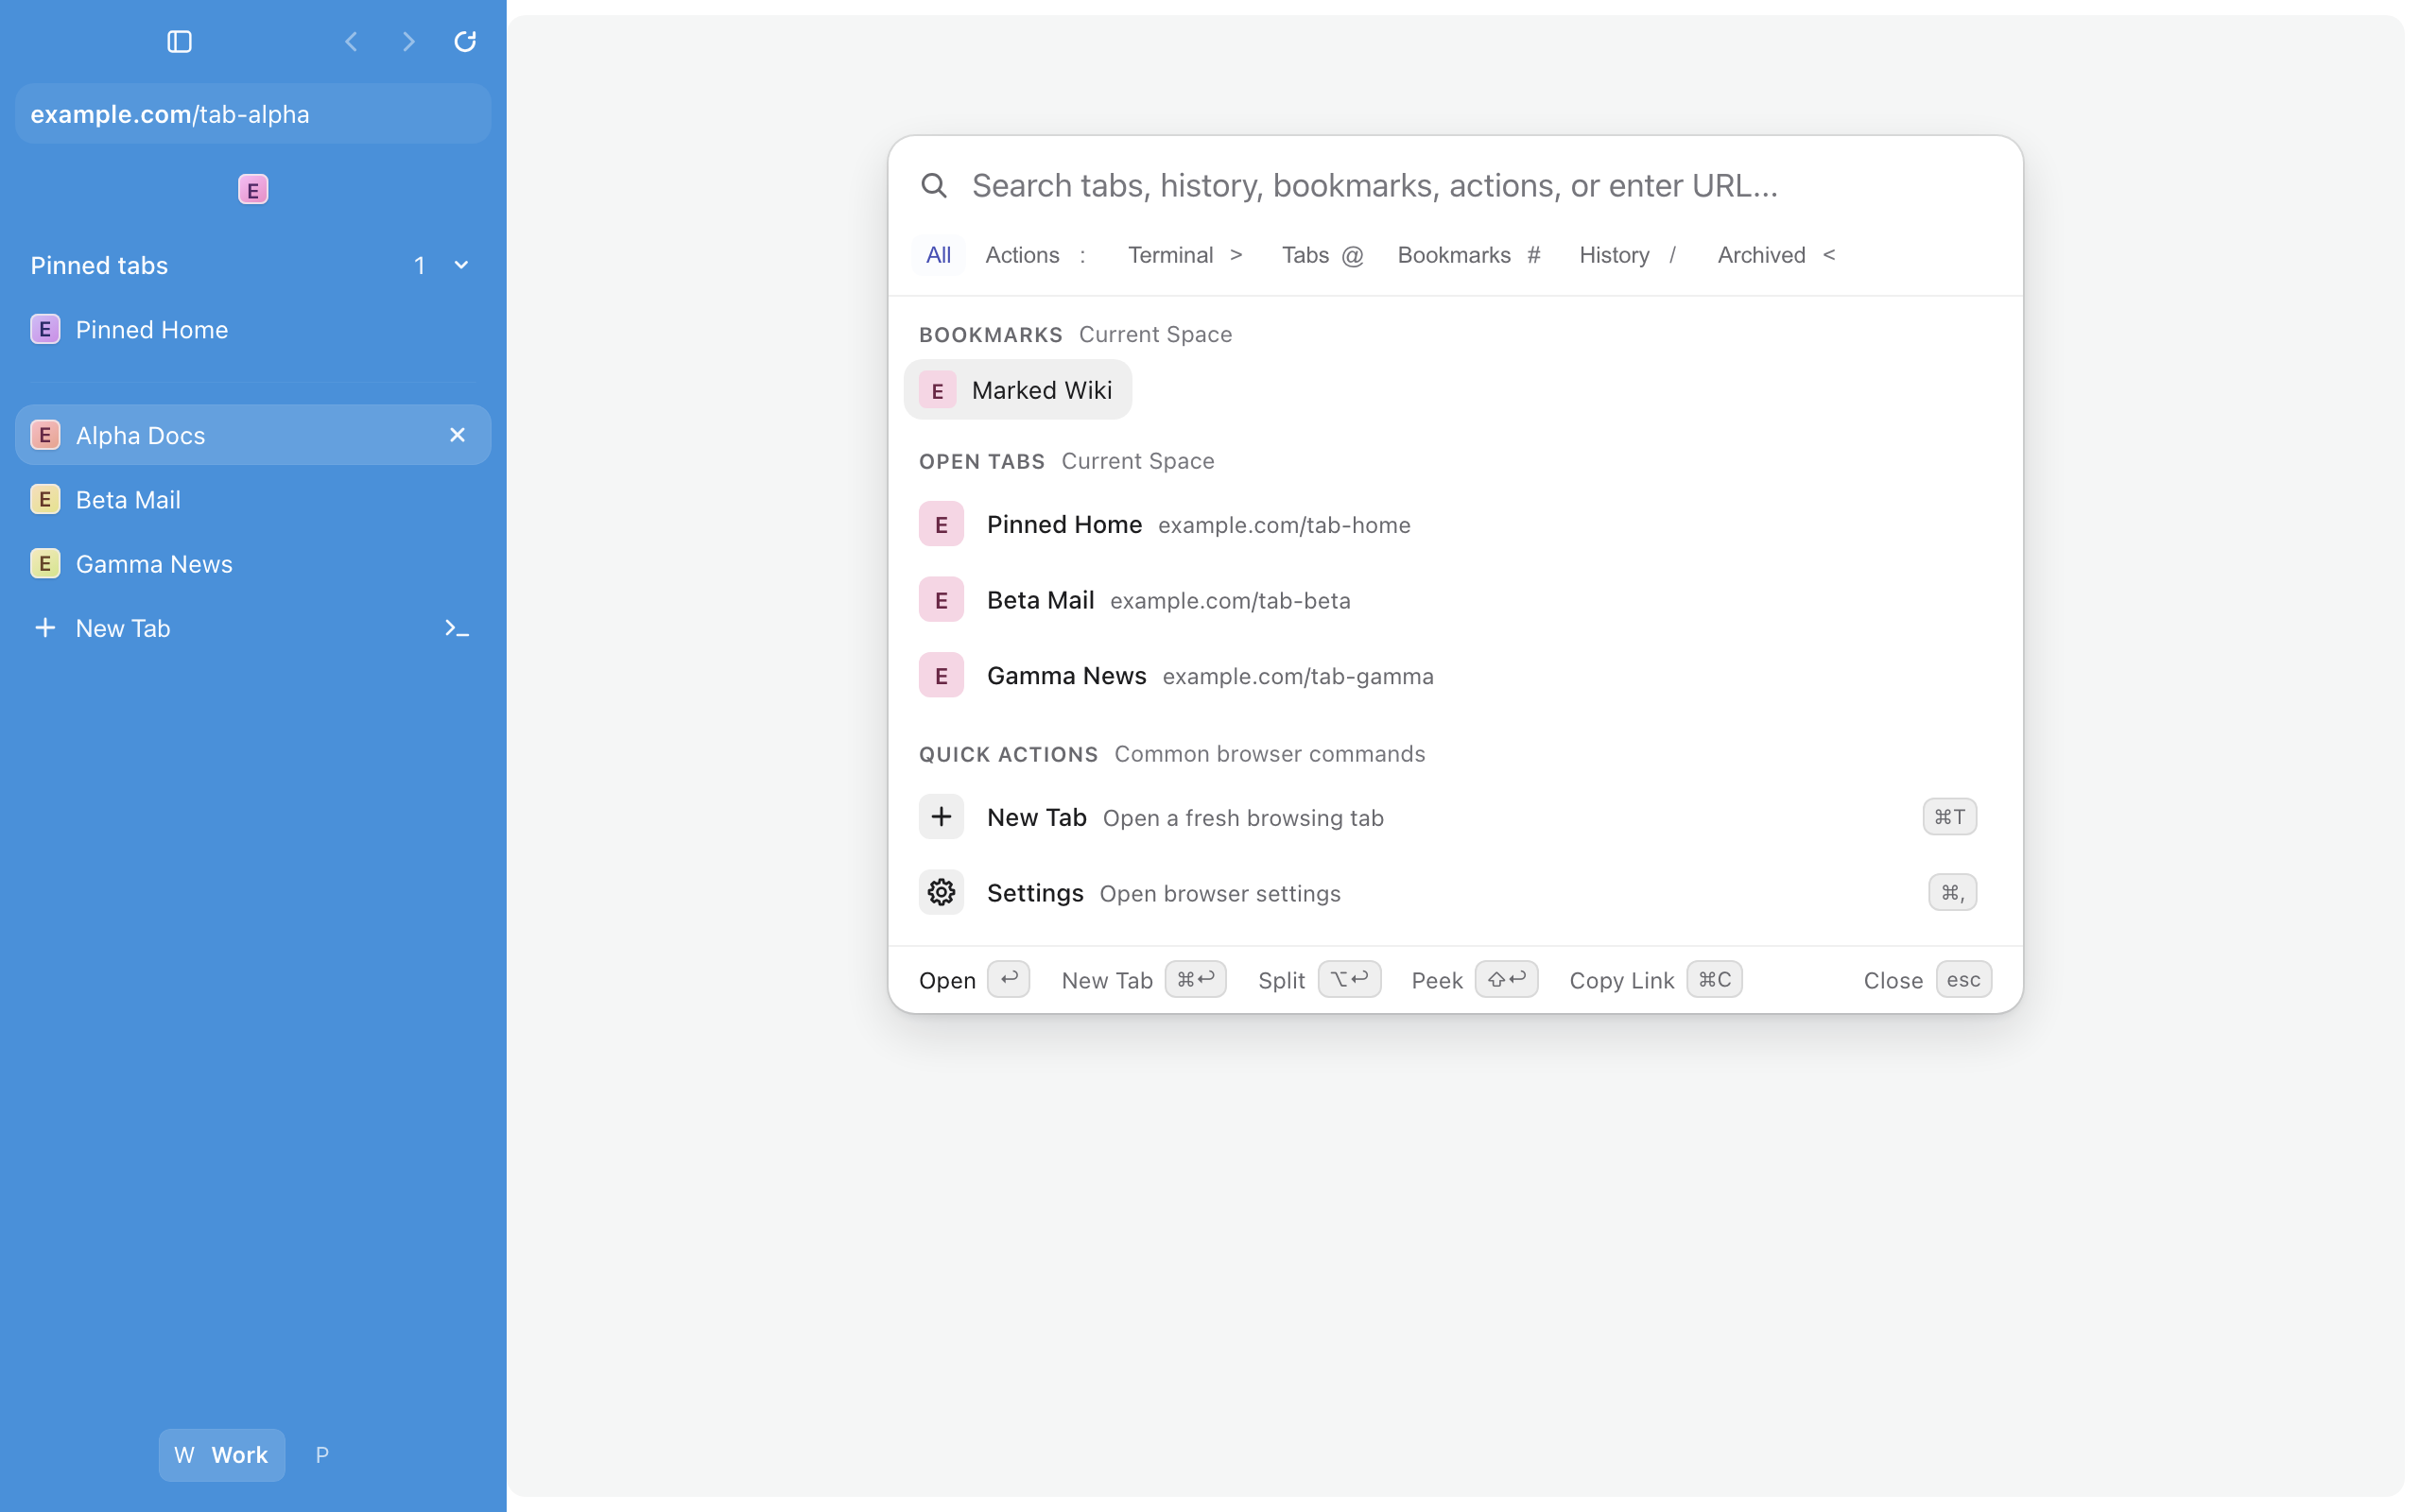 example.com/tab-alpha
E
Pinned tabs 1
E Pinned Home
E Alpha Docs
E Beta Mail
E Gamma News
New Tab
W Work P
Search tabs, history, bookmarks, actions, or enter URL...
All Actions : Terminal > Tabs @ Bookmarks # History / Archived <
BOOKMARKS Current Space
E Marked Wiki
OPEN TABS Current Space
E Pinned Home example.com/tab-home
E Beta Mail example.com/tab-beta
E Gamma News example.com/tab-gamma
QUICK ACTIONS Common browser commands
New Tab Open a fresh browsing tab ⌘T
Settings Open browser settings ⌘,
Open ↩ New Tab ⌘↩ Split ⌥↩ Peek ⇧↩ Copy Link ⌘C Close esc